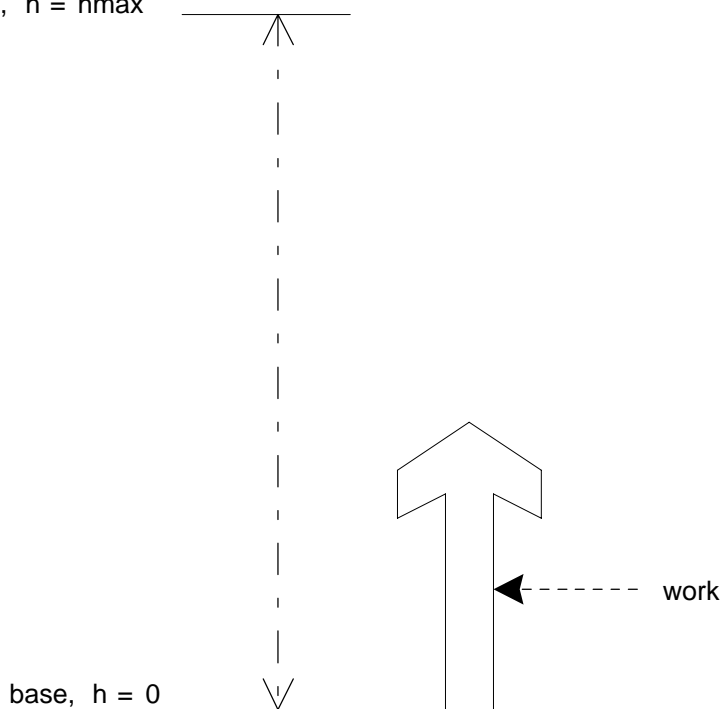 , h = hmax
work
base, h = 0